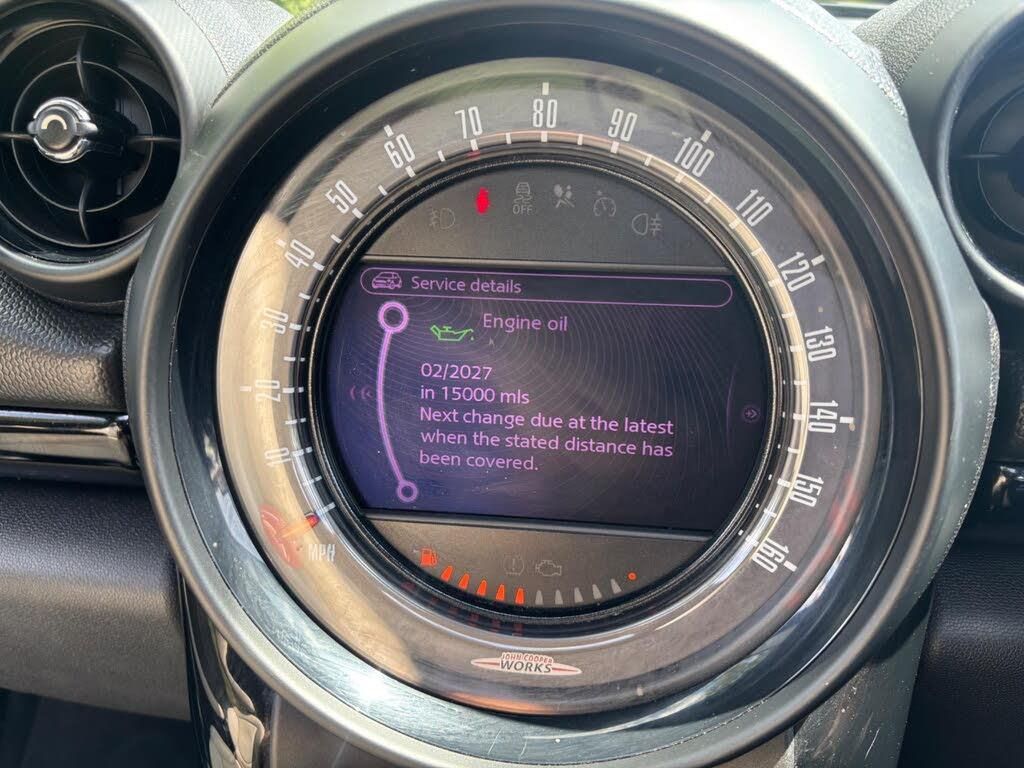 10
20
30
40
50
60
70
80
90
100
110
120
130
140
150
160
MPH
OFF
Service details
Engine oil
02/2027
in 15000 mls
Next change due at the latest
when the stated distance has
been covered.
JOHN COOPER
WORKS